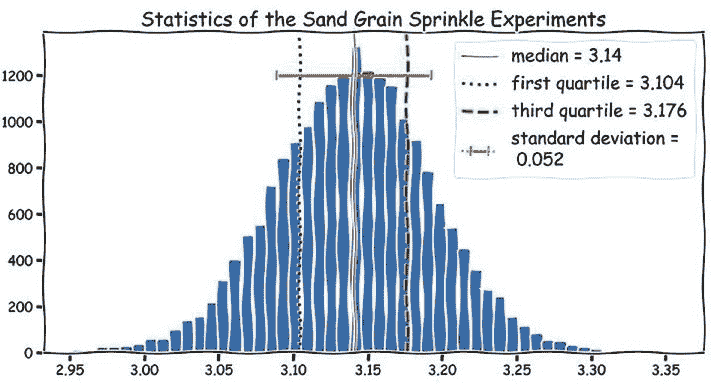 Statistics of the Sand Grain Sprinkle Experiments
median = 3.14
first quartile = 3.104
third quartile = 3.176
standard deviation =
0.052
1200
1000
800
600
400
200
0
2.95 3.00 3.05 3.10 3.15 3.20 3.25 3.30 3.35